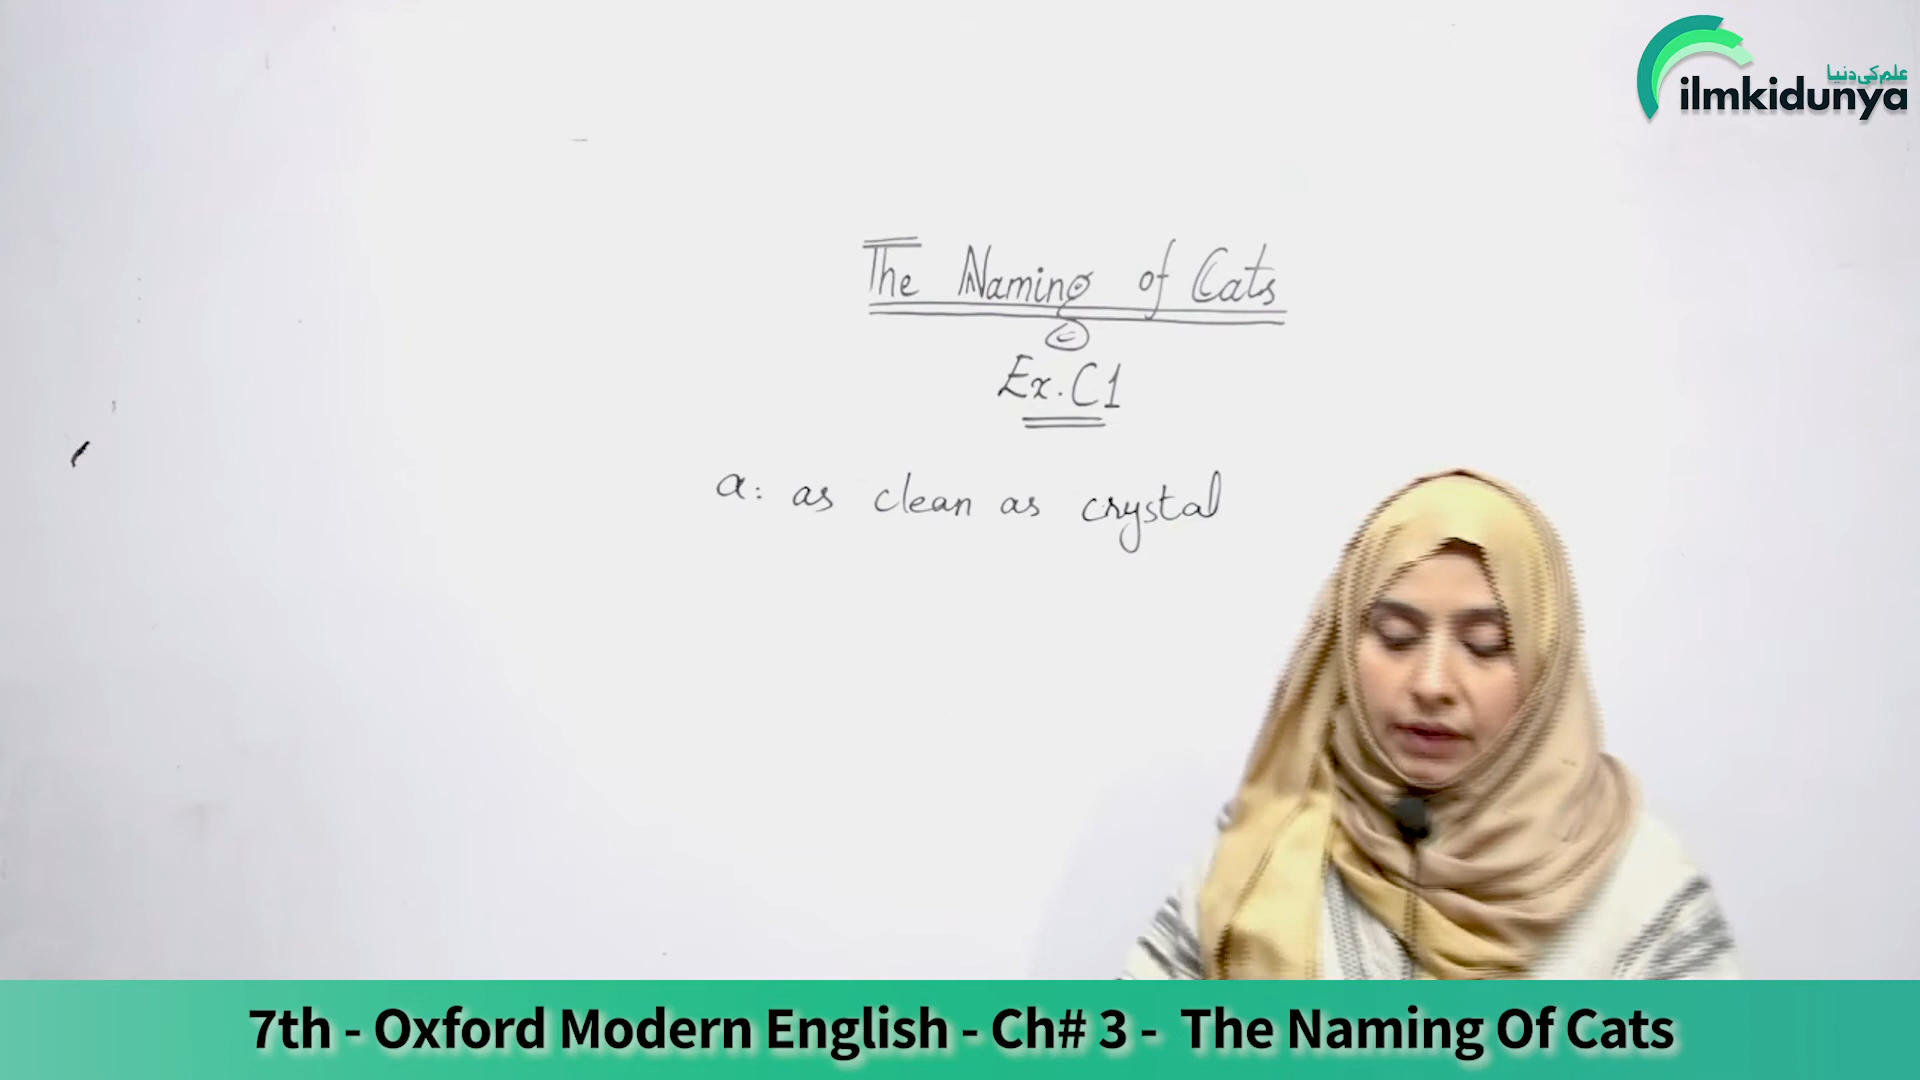 علم کی دنیا
ilmkidunya
The Naming of Cats
Ex. C1
a: as clean as crystal
7th - Oxford Modern English - Ch# 3 - The Naming Of Cats